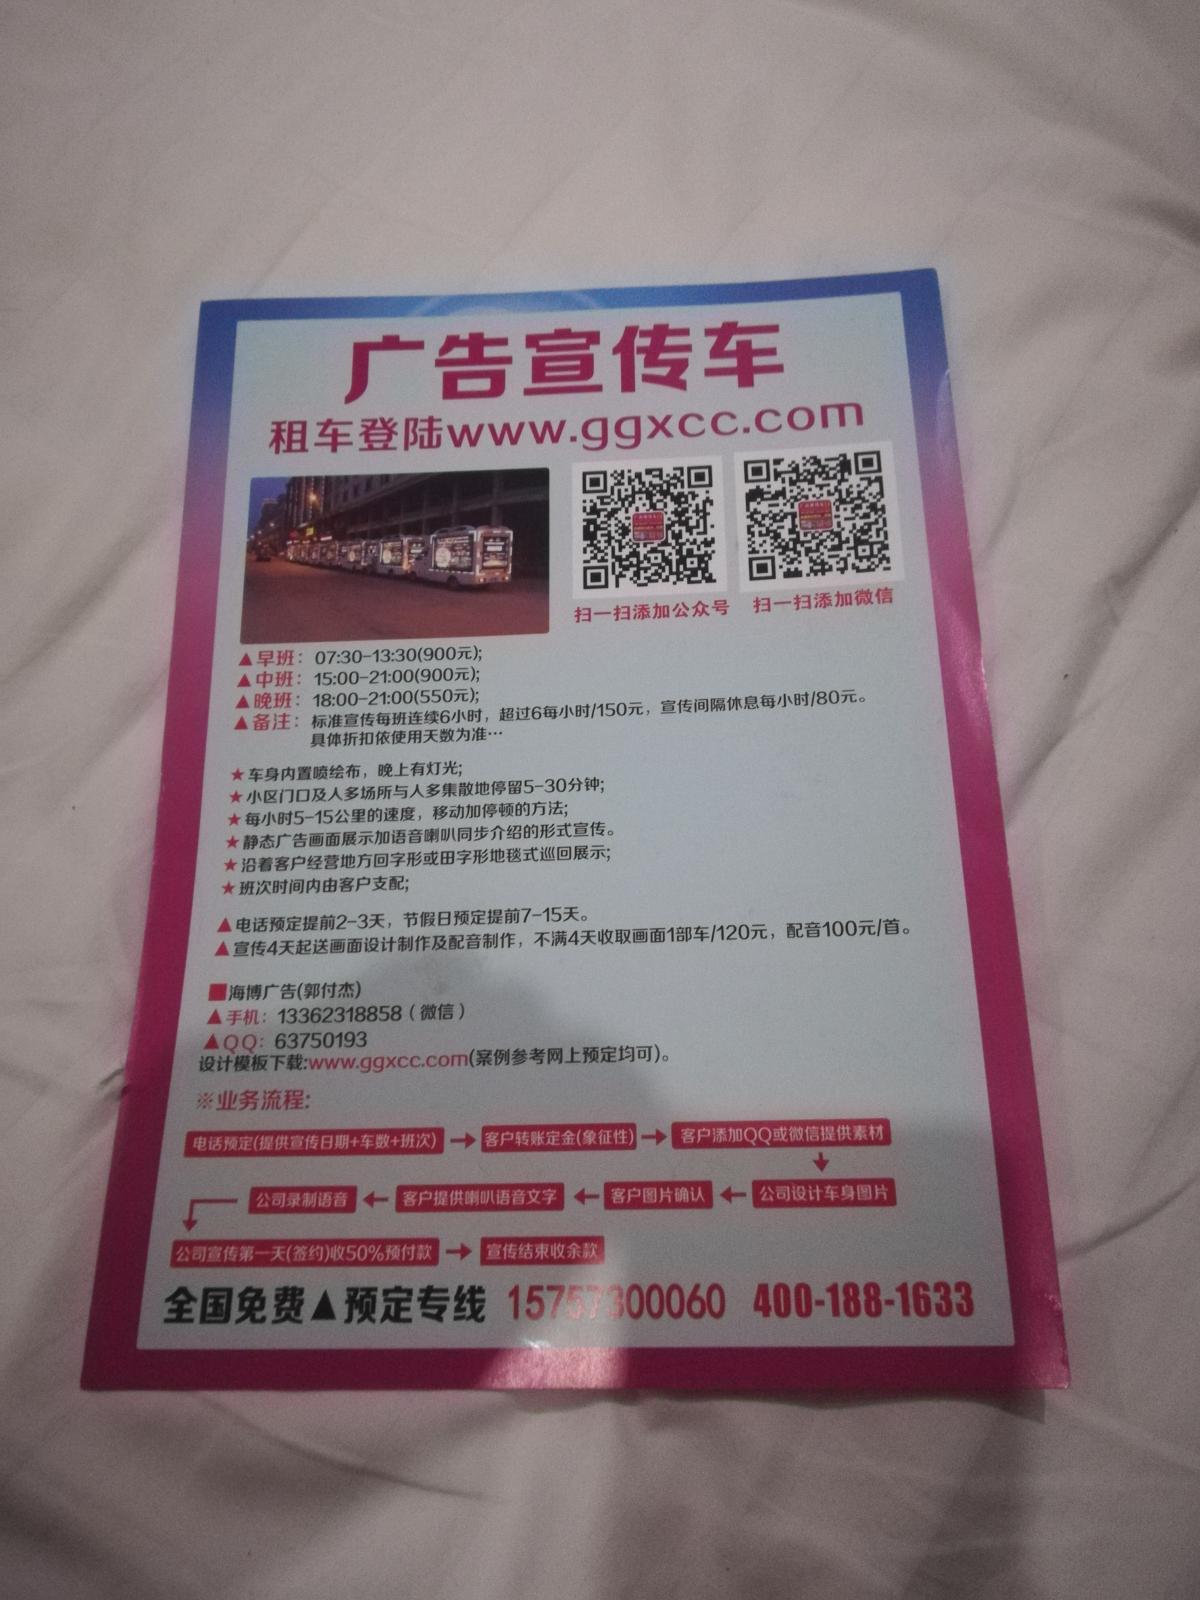 广告宣传车
租车登陆www.ggxcc.com
扫一扫添加公众号 扫一扫添加微信
▲早班：07:30-13:30(900元);
▲中班：15:00-21:00(900元);
▲晚班：18:00-21:00(550元);
▲备注：标准宣传每班连续6小时，超过6每小时/150元，宣传间隔休息每小时/80元。
具体折扣依使用天数为准…
★车身内置喷绘布，晚上有灯光;
★小区门口及人多场所与人多集散地停留5-30分钟;
★每小时5-15公里的速度，移动加停顿的方法;
★静态广告画面展示加语音喇叭同步介绍的形式宣传。
★沿着客户经营地方回字形或田字形地毯式巡回展示;
★班次时间内由客户支配;
▲电话预定提前2-3天，节假日预定提前7-15天。
▲宣传4天起送画面设计制作及配音制作，不满4天收取画面1部车/120元，配音100元/首。
■海博广告(郭付杰)
▲手机：13362318858（微信）
▲QQ：63750193
设计模板下载:www.ggxcc.com(案例参考网上预定均可)。
※业务流程:
电话预定(提供宣传日期+车数+班次) → 客户转账定金(象征性) → 客户添加QQ或微信提供素材
公司录制语音 ← 客户提供喇叭语音文字 ← 客户图片确认 ← 公司设计车身图片
公司宣传第一天(签约)收50%预付款 → 宣传结束收余款
全国免费▲预定专线 15757300060 400-188-1633